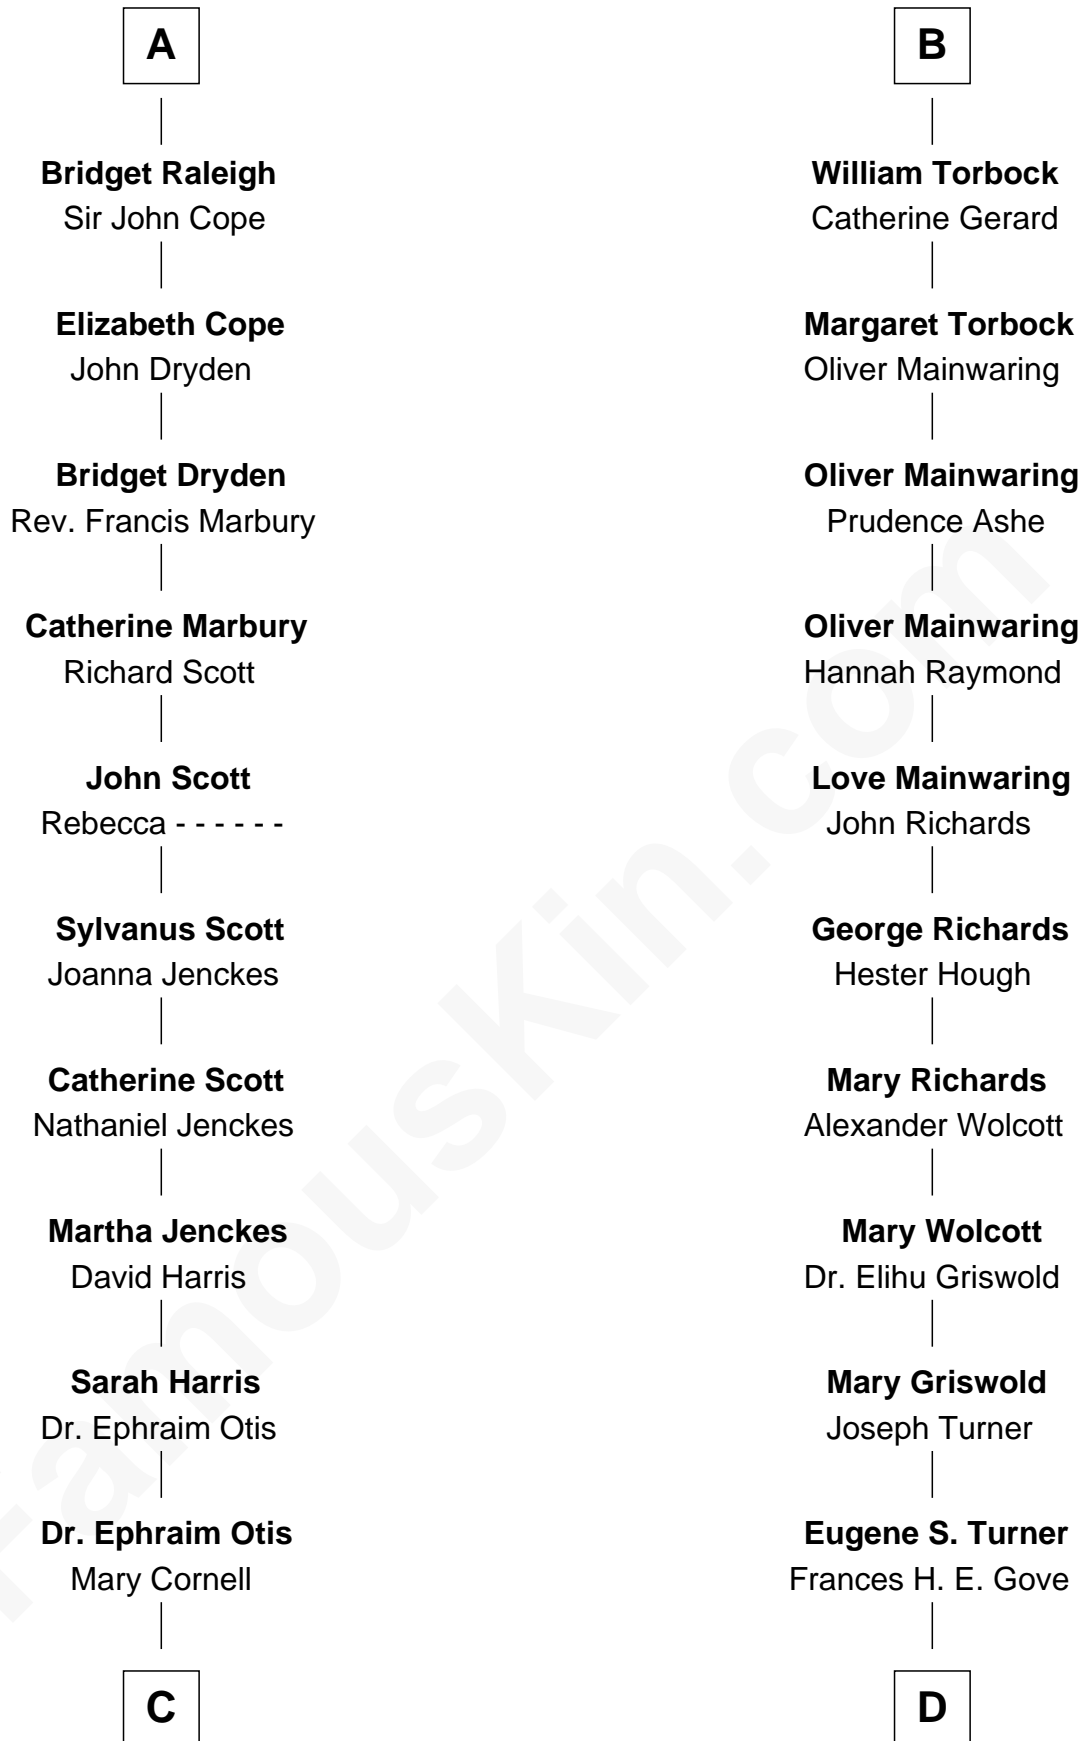 A
Bridget Raleigh
Sir John Cope
Elizabeth Cope
John Dryden
Bridget Dryden
Rev. Francis Marbury
Catherine Marbury
Richard Scott
John Scott
Rebecca - - - - - -
Sylvanus Scott
Joanna Jenckes
Catherine Scott
Nathaniel Jenckes
Martha Jenckes
David Harris
Sarah Harris
Dr. Ephraim Otis
Dr. Ephraim Otis
Mary Cornell
C
B
William Torbock
Catherine Gerard
Margaret Torbock
Oliver Mainwaring
Oliver Mainwaring
Prudence Ashe
Oliver Mainwaring
Hannah Raymond
Love Mainwaring
John Richards
George Richards
Hester Hough
Mary Richards
Alexander Wolcott
Mary Wolcott
Dr. Elihu Griswold
Mary Griswold
Joseph Turner
Eugene S. Turner
Frances H. E. Gove
D
FamousKin.com